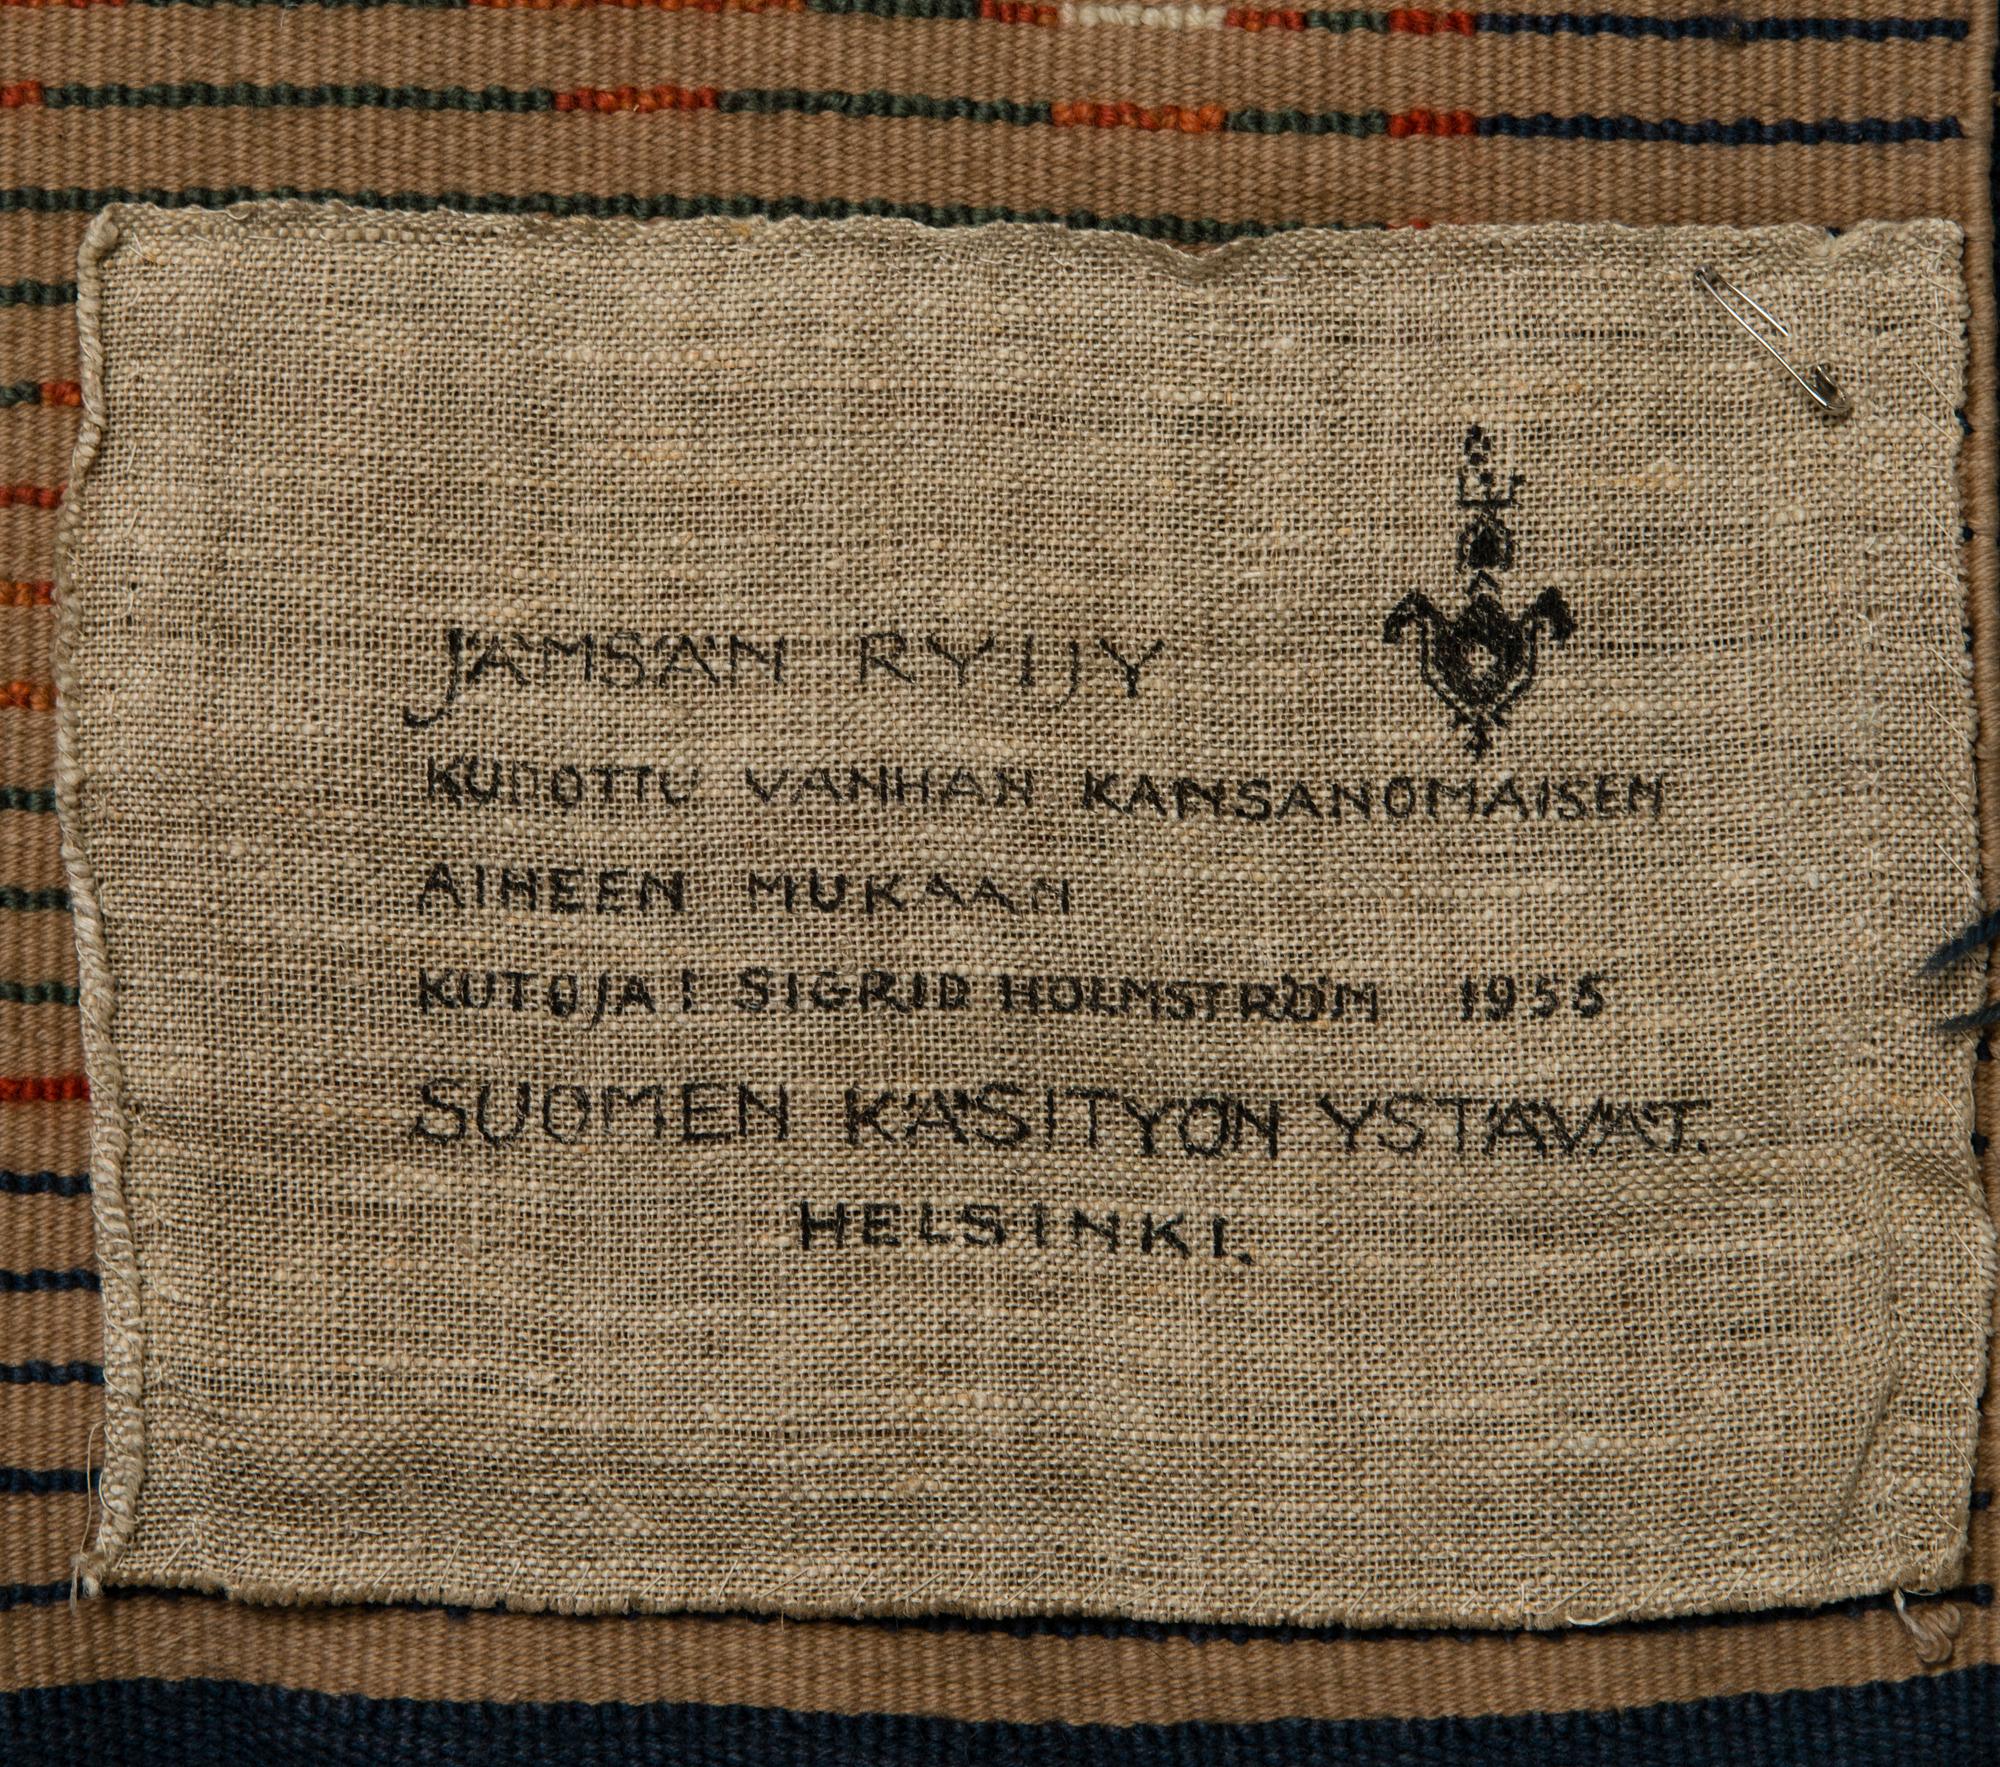 JÄMSÄN RYIJY
KUDOTTU VANHAN KANSANOMAISEN
AIHEEN MUKAAN
KUTOJA: SIGRID HOLMSTRÖM 1955
SUOMEN KÄSITYÖN YSTÄVÄT.
HELSINKI.